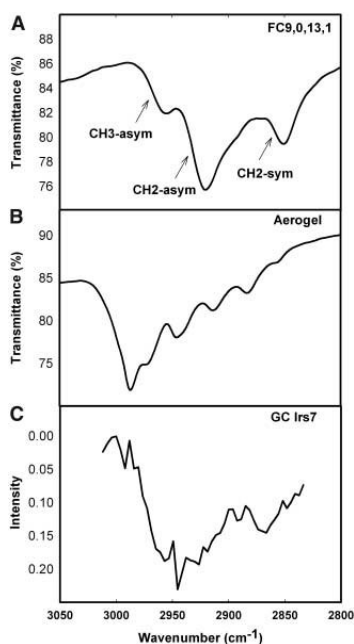 A
FC9,0,13,1
88
86
84
82
80
78
76
Transmittance (%)
CH3-asym
CH2-asym
CH2-sym
B
Aerogel
90
85
80
75
Transmittance (%)
C
GC Irs7
0.00
0.05
0.10
0.15
0.20
Intensity
3050 3000 2950 2900 2850 2800
Wavenumber (cm-1)